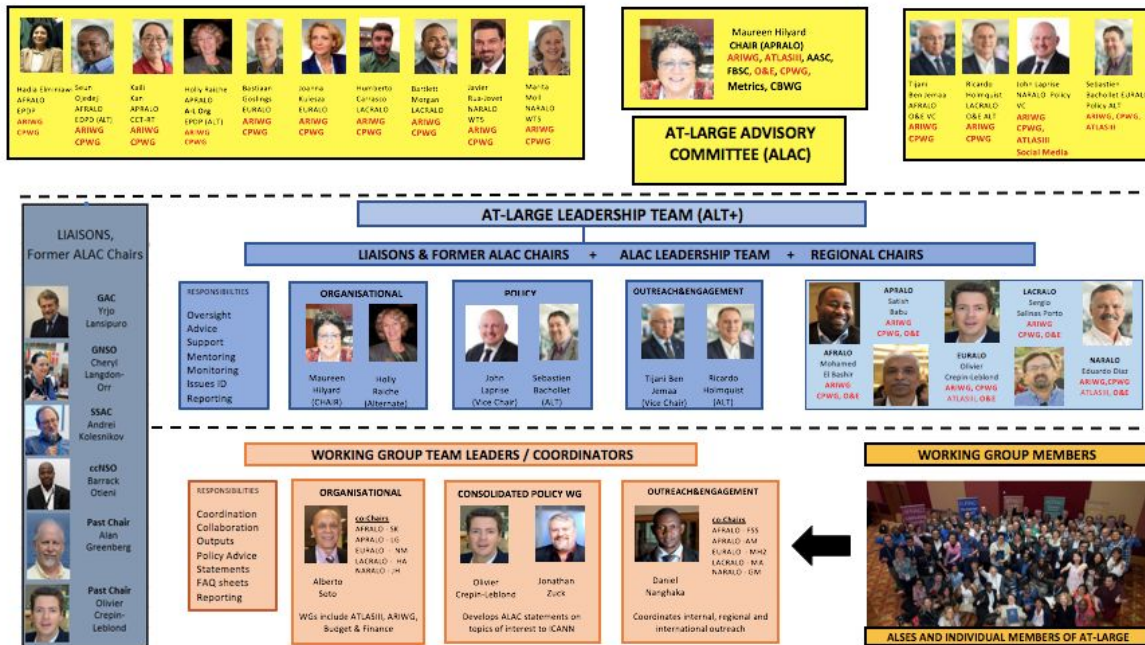 Hadia Elminiawi
AFRALO
EPDP
ARIWG
CPWG
Seun
Ojedeji
AFRALO
EDPD (ALT)
ARIWG
CPWG
Kaili
Kan
APRALO
CCT-RT
ARIWG
CPWG
Holly Raiche
APRALO
A-L Org
EPDP (ALT)
ARIWG
CPWG
Bastiaan
Goslings
EURALO
ARIWG
CPWG
Joanna
Kulesza
EURALO
ARIWG
CPWG
Humberto
Carrasco
LACRALO
ARIWG
CPWG
Bartlett
Morgan
LACRALO
ARIWG
CPWG
Javier
Rua-Jovet
NARALO
WT5
ARIWG
CPWG
Marita
Moll
NARALO
WT5
ARIWG
CPWG
Maureen Hilyard
CHAIR (APRALO)
ARIWG, ATLASIII, AASC,
FBSC, O&E, CPWG,
Metrics, CBWG
AT-LARGE ADVISORY
COMMITTEE (ALAC)
Tijani
Ben Jemaa
AFRALO
O&E VC
ARIWG
CPWG
Ricardo
Holmquist
LACRALO
O&E ALT
ARIWG
CPWG
John Laprise
NARALO Policy
VC
ARIWG
CPWG,
ATLASIII
Social Media
Sebastien
Bachollet EURALO
Policy ALT
ARIWG, CPWG,
ATLASIII
LIAISONS,
Former ALAC Chairs
GAC
Yrjo
Lansipuro
GNSO
Cheryl
Langdon-
Orr
SSAC
Andrei
Kolesnikov
ccNSO
Barrack
Otieni
Past Chair
Alan
Greenberg
Past Chair
Olivier
Crepin-
Leblond
AT-LARGE LEADERSHIP TEAM (ALT+)
LIAISONS & FORMER ALAC CHAIRS + ALAC LEADERSHIP TEAM + REGIONAL CHAIRS
RESPONSIBILTIES
Oversight
Advice
Support
Mentoring
Monitoring
Issues ID
Reporting
ORGANISATIONAL
Maureen
Hilyard
(CHAIR)
Holly
Raiche
(Alternate)
POLICY
John
Laprise
(Vice Chair)
Sebastien
Bachollet
(ALT)
OUTREACH&ENGAGEMENT
Tijani Ben
Jemaa
(Vice Chair)
Ricardo
Holmquist
(ALT)
APRALO
Satish
Babu
ARIWG
CPWG, O&E
LACRALO
Sergio
Salinas Porto
ARIWG
CPWG, O&E
AFRALO
Mohamed
El Bashir
ARIWG
CPWG, O&E
EURALO
Olivier
Crepin-Leblond
ARIWG, CPWG
ATLASIII, O&E
NARALO
Eduardo Diaz
ARIWG,CPWG
ATLASIII, O&E
WORKING GROUP TEAM LEADERS / COORDINATORS
WORKING GROUP MEMBERS
RESPONSIBILITIES
Coordination
Collaboration
Outputs
Policy Advice
Statements
FAQ sheets
Reporting
ORGANISATIONAL
Alberto
Soto
co:Chairs
AFRALO - SK
APRALO - LG
EURALO - NM
LACRALO - HA
NARALO - JH
WGs include ATLASIII, ARIWG,
Budget & Finance
CONSOLIDATED POLICY WG
Olivier
Crepin-Leblond
Jonathan
Zuck
Develops ALAC statements on
topics of interest to ICANN
OUTREACH&ENGAGEMENT
Daniel
Nanghaka
co:Chairs
AFRALO - FSS
APRALO - AM
EURALO - MH2
LACRALO - MA
NARALO - GM
Coordinates internal, regional and
international outreach
ALSES AND INDIVIDUAL MEMBERS OF AT-LARGE